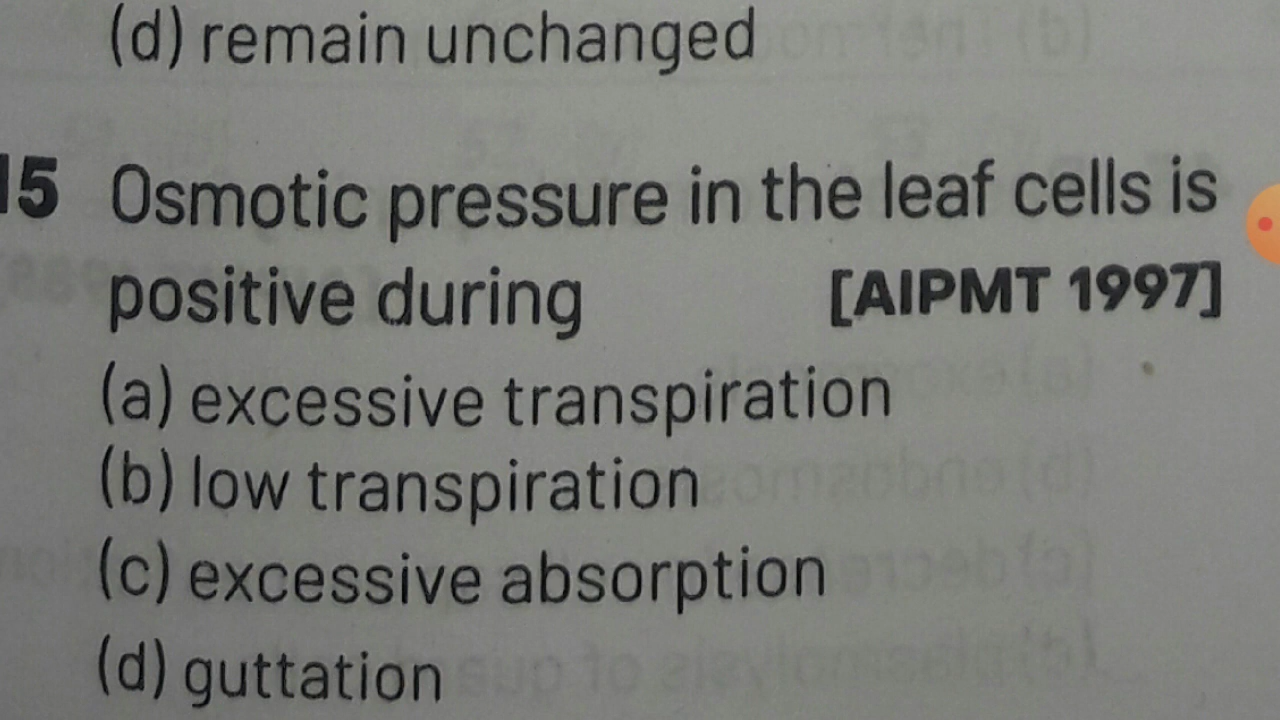 (d) remain unchanged
15 Osmotic pressure in the leaf cells is
positive during [AIPMT 1997]
(a) excessive transpiration
(b) low transpiration
(c) excessive absorption
(d) guttation